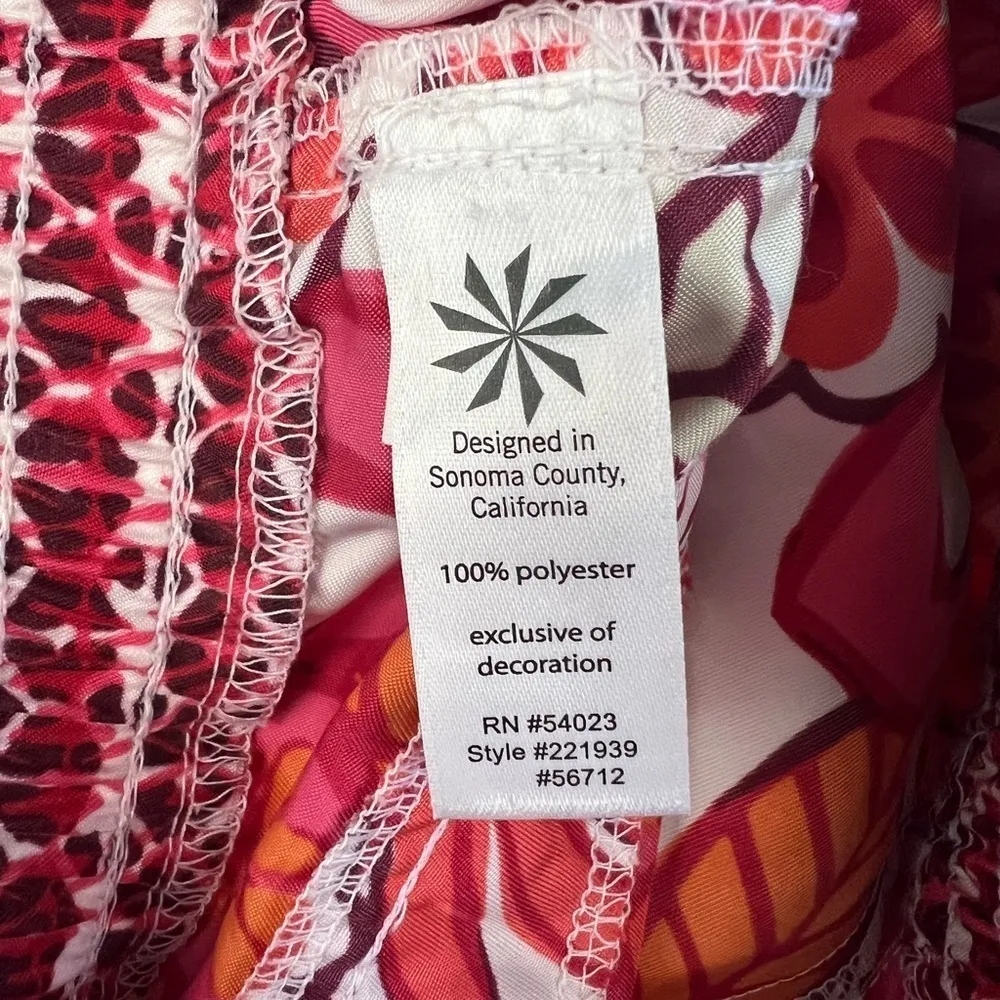 Designed in
Sonoma County,
California
100% polyester
exclusive of
decoration
RN #54023
Style #221939
#56712